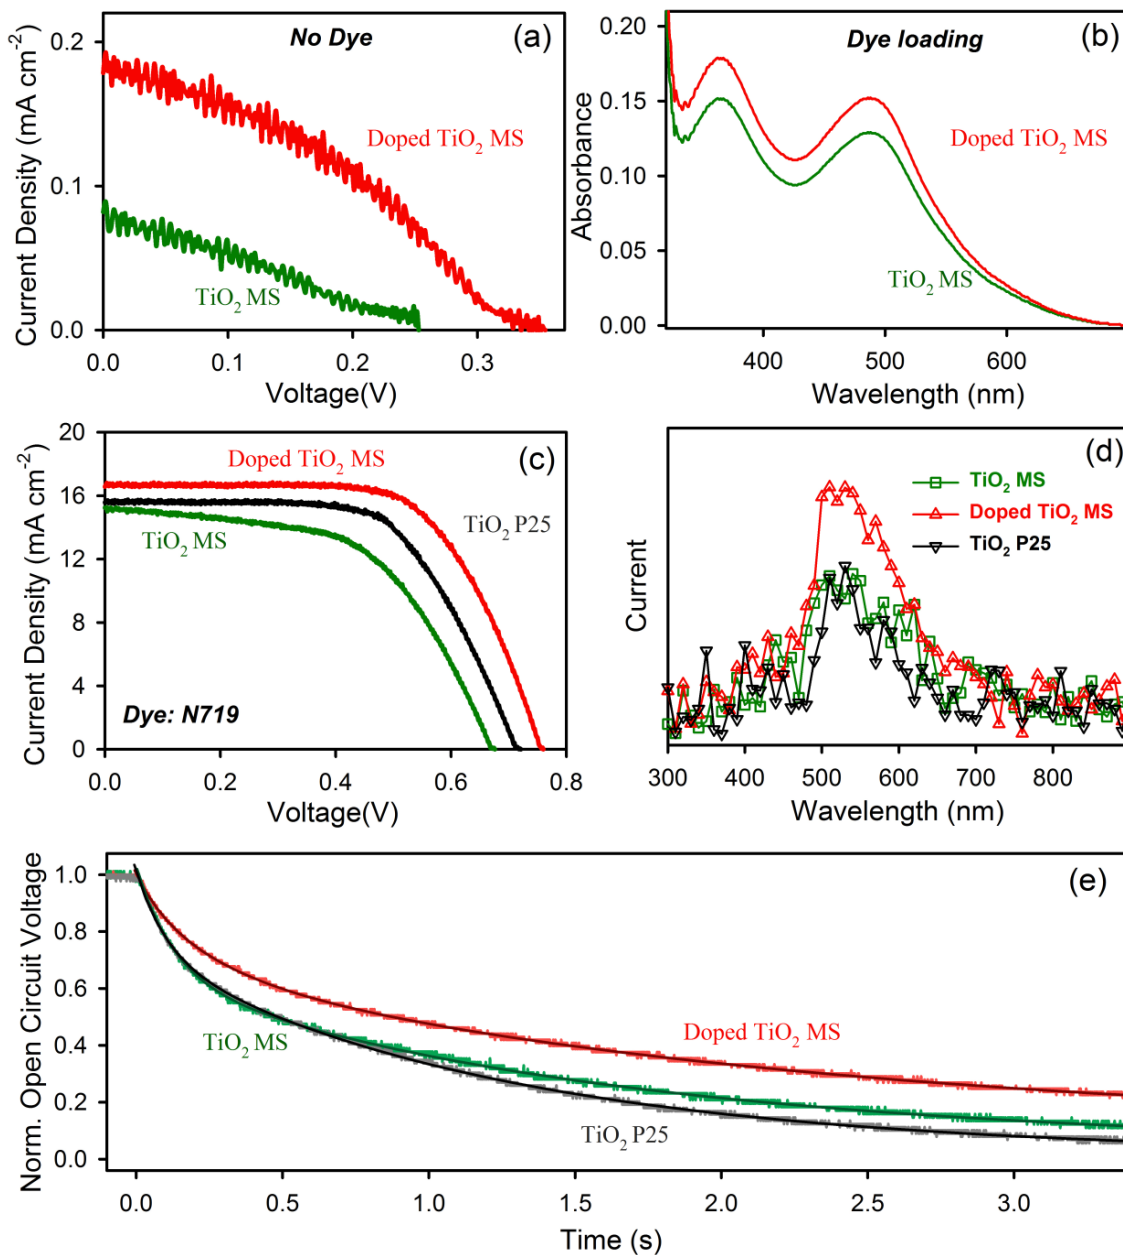 No Dye
(a)
0.2
0.1
0.0
Current Density (mA cm⁻²)
Doped TiO₂ MS
TiO₂ MS
0.0 0.1 0.2 0.3
Voltage(V)
Dye loading
(b)
0.20
0.15
0.10
0.05
0.00
Absorbance
Doped TiO₂ MS
TiO₂ MS
400 500 600
Wavelength (nm)
(c)
20
16
12
8
4
0
Current Density (mA cm⁻²)
Doped TiO₂ MS
TiO₂ P25
TiO₂ MS
Dye: N719
0.0 0.2 0.4 0.6 0.8
Voltage(V)
(d)
Current
TiO₂ MS
Doped TiO₂ MS
TiO₂ P25
300 400 500 600 700 800
Wavelength (nm)
(e)
1.0
0.8
0.6
0.4
0.2
0.0
Norm. Open Circuit Voltage
Doped TiO₂ MS
TiO₂ MS
TiO₂ P25
0.0 0.5 1.0 1.5 2.0 2.5 3.0
Time (s)